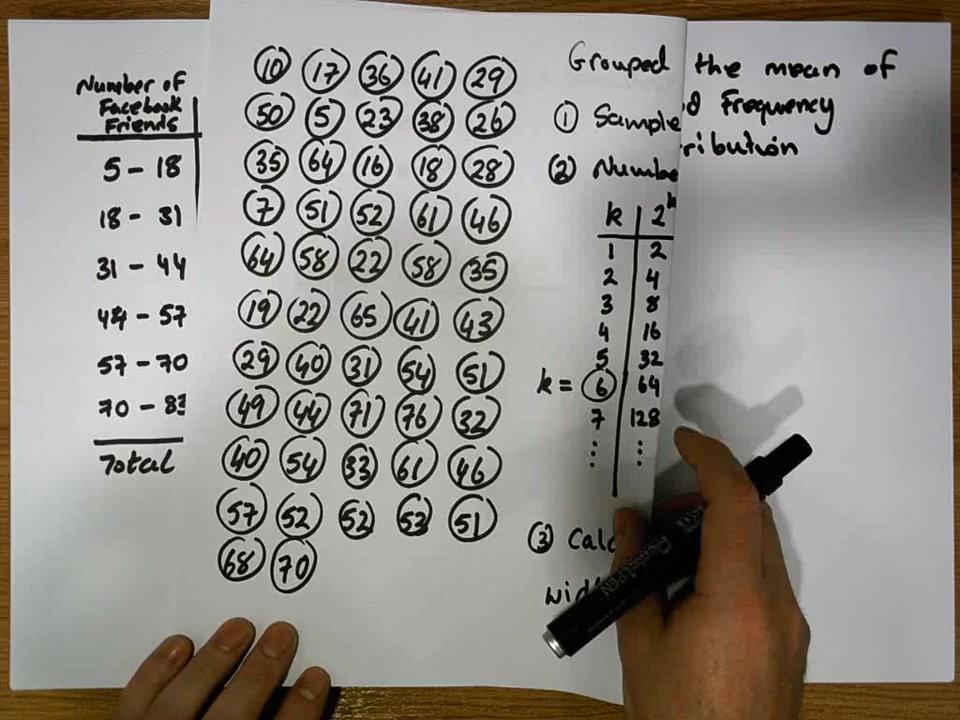 Number of
Facebook
Friends
5 - 18
18 - 31
31 - 44
44 - 57
57 - 70
70 - 83
Total
10 17 36 41 29
50 5 23 38 26
35 64 16 18 28
7 51 52 61 46
64 58 22 58 35
19 22 65 41 43
29 40 31 54 51
49 44 71 76 32
40 54 33 61 46
57 52 52 53 51
68 70
Grouped
① Sample
② Numbe
k 2^k
1 2
2 4
3 8
4 16
5 32
k = 6 64
7 128
⋮ ⋮
③ Calc
wid
the mean of
d Frequency
ribution
PEN